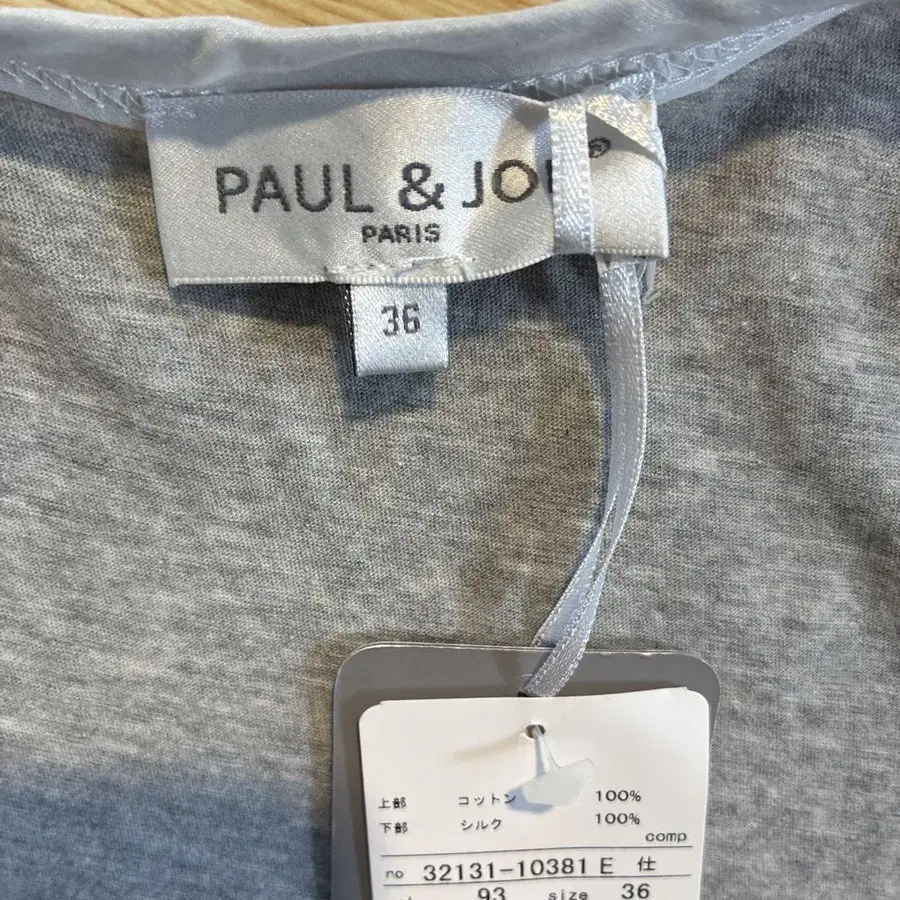 PAUL & JOE®
PARIS
36
上部 コットン 100%
下部 シルク 100%
comp
no 32131-10381 E 仕
93 size 36